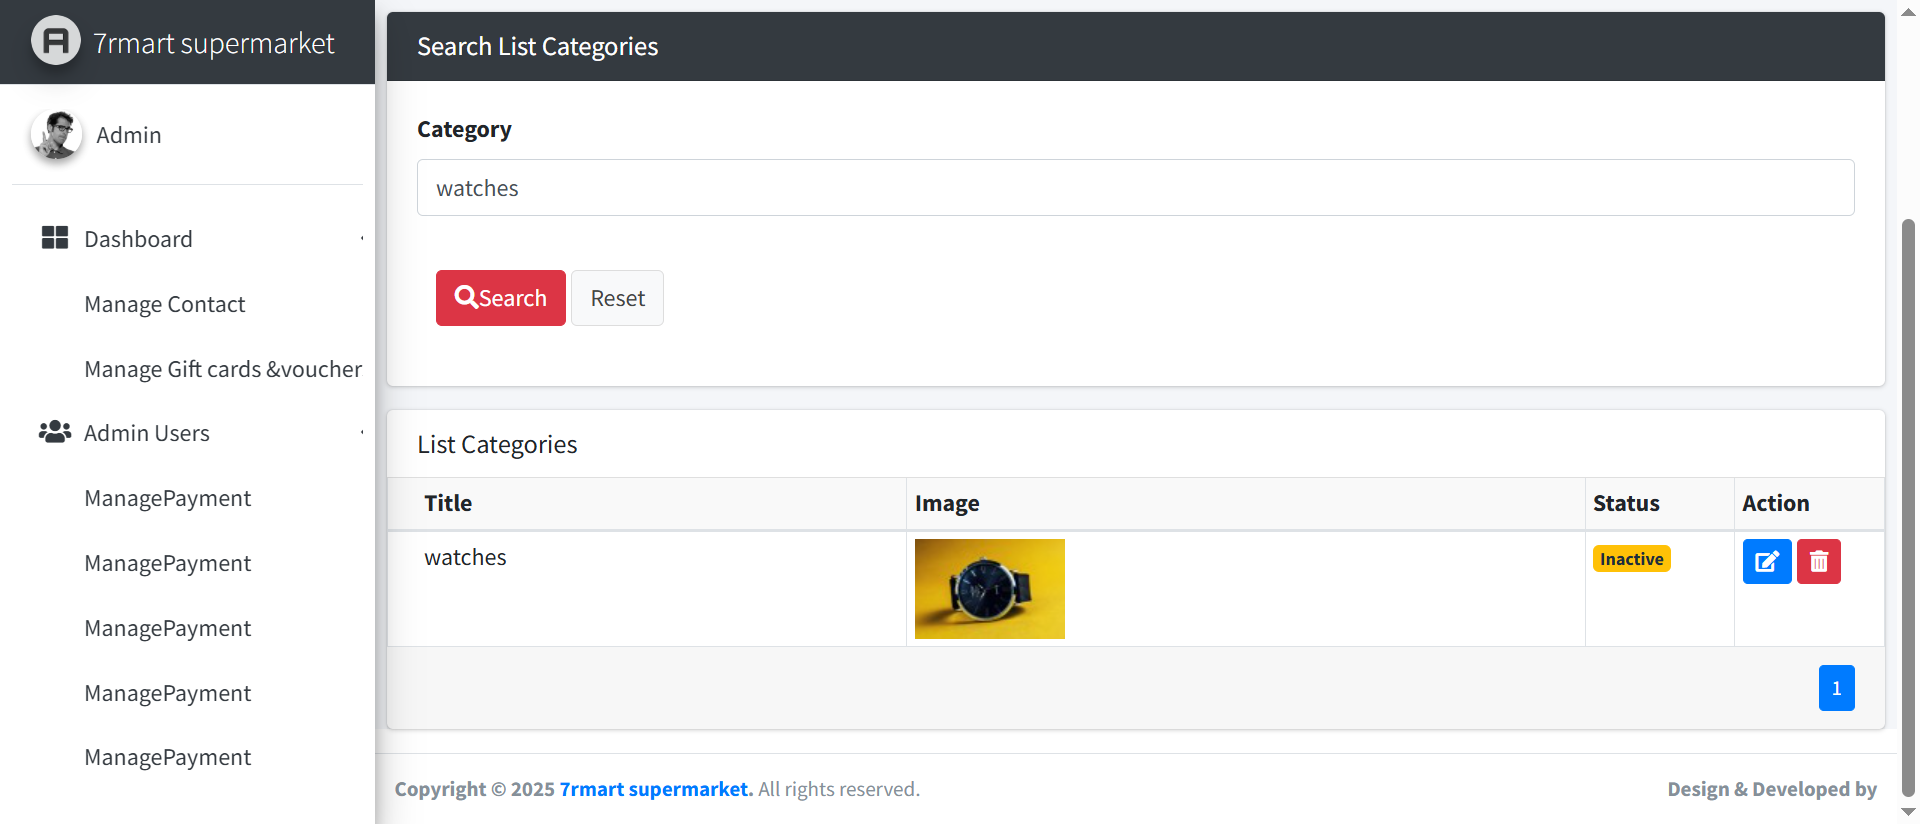 7rmart supermarket
Admin
Dashboard
Manage Contact
Manage Gift cards &voucher
Admin Users
ManagePayment
ManagePayment
ManagePayment
ManagePayment
ManagePayment
Search List Categories
Category
watches
Search Reset
List Categories
Title Image Status Action
watches Inactive
1
Copyright © 2025 7rmart supermarket. All rights reserved.
Design & Developed by